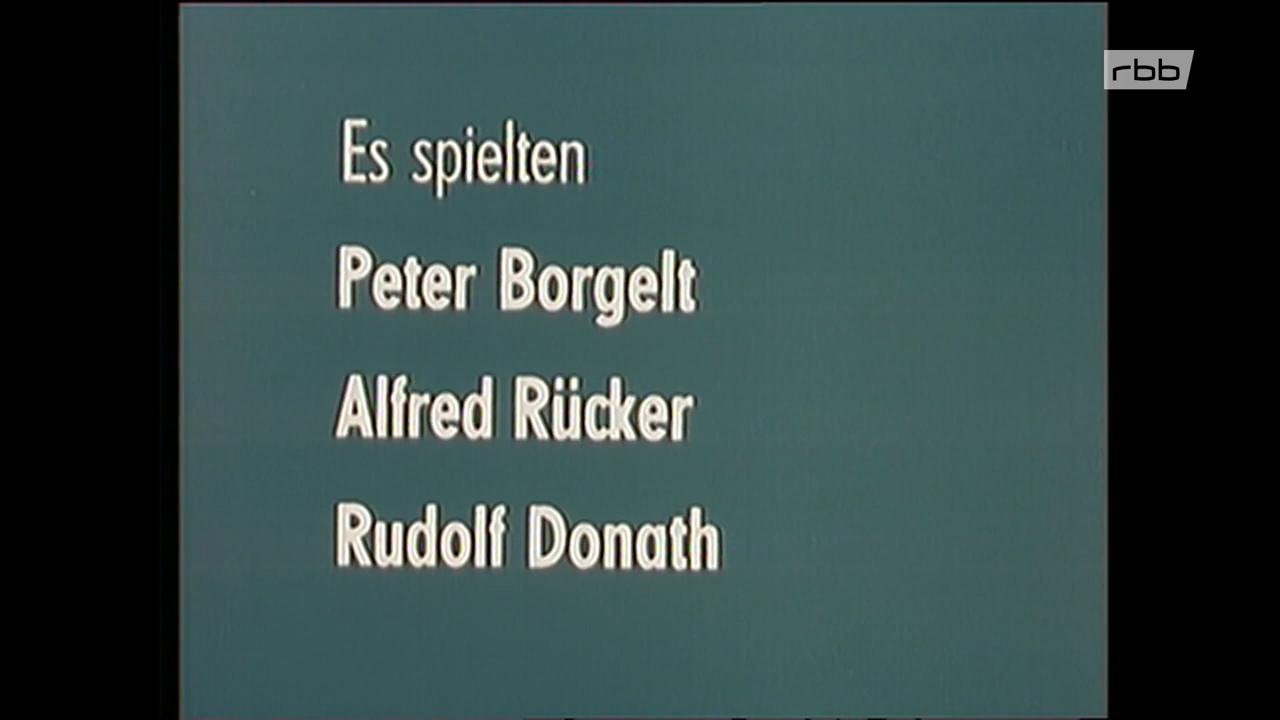 rbb
Es spielten
Peter Borgelt
Alfred Rücker
Rudolf Donath